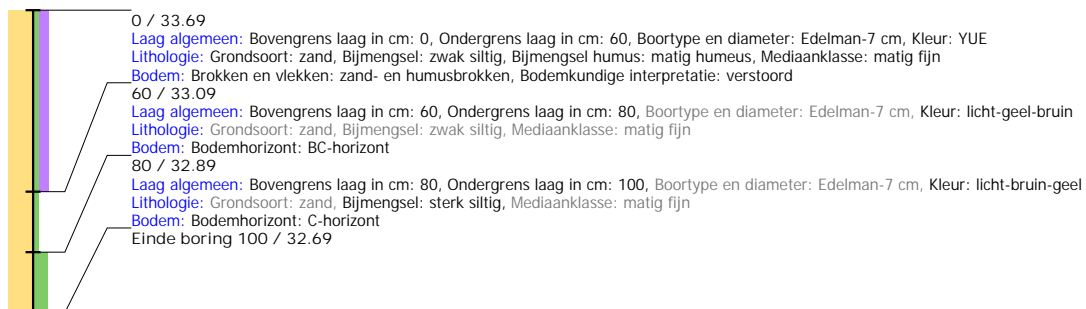 0 / 33.69
Laag algemeen: Bovengrens laag in cm: 0, Ondergrens laag in cm: 60, Boortype en diameter: Edelman-7 cm, Kleur: YUE
Lithologie: Grondsoort: zand, Bijmengsel: zwak siltig, Bijmengsel humus: matig humeus, Mediaanklasse: matig fijn
Bodem: Brokken en vlekken: zand- en humusbrokken, Bodemkundige interpretatie: verstoord
60 / 33.09
Laag algemeen: Bovengrens laag in cm: 60, Ondergrens laag in cm: 80, Boortype en diameter: Edelman-7 cm, Kleur: licht-geel-bruin
Lithologie: Grondsoort: zand, Bijmengsel: zwak siltig, Mediaanklasse: matig fijn
Bodem: Bodemhorizont: BC-horizont
80 / 32.89
Laag algemeen: Bovengrens laag in cm: 80, Ondergrens laag in cm: 100, Boortype en diameter: Edelman-7 cm, Kleur: licht-bruin-geel
Lithologie: Grondsoort: zand, Bijmengsel: sterk siltig, Mediaanklasse: matig fijn
Bodem: Bodemhorizont: C-horizont
Einde boring 100 / 32.69